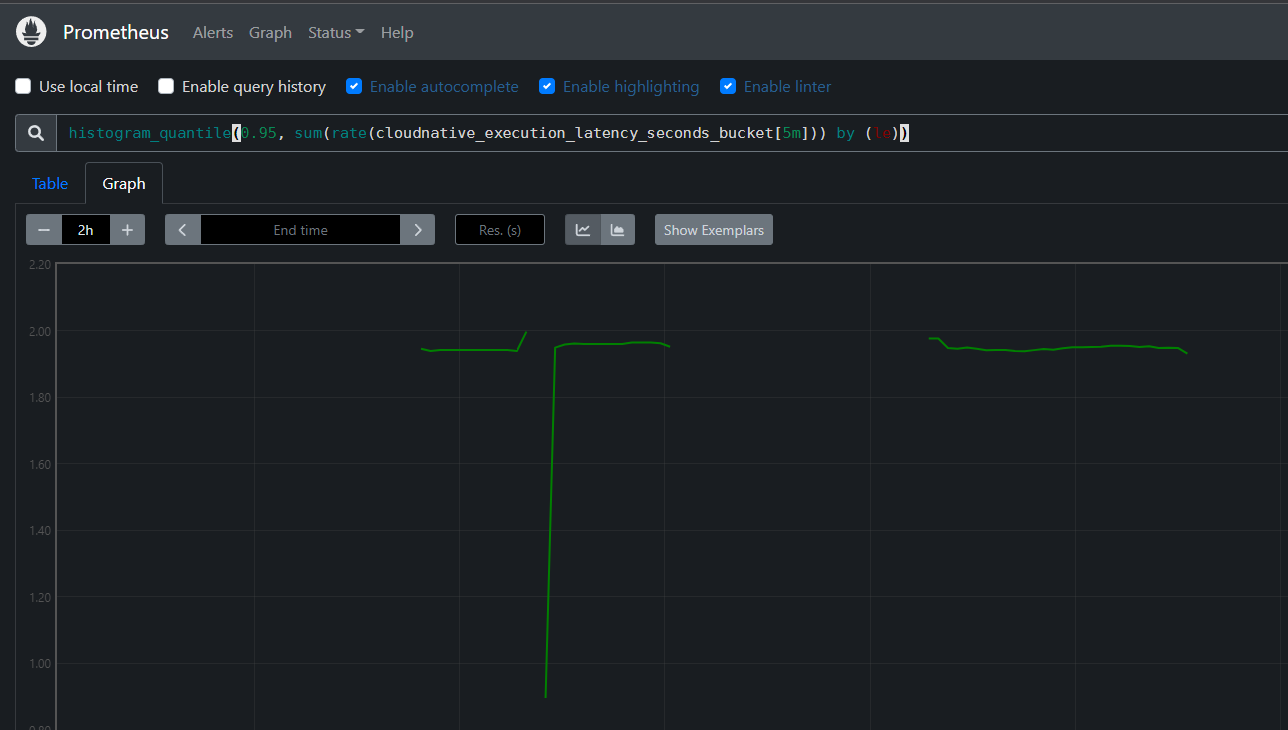 Prometheus Alerts Graph Status Help
Use local time Enable query history Enable autocomplete Enable highlighting Enable linter
histogram_quantile(0.95, sum(rate(cloudnative_execution_latency_seconds_bucket[5m])) by (le))
Table Graph
2h End time Res. (s) Show Exemplars
2.20
2.00
1.80
1.60
1.40
1.20
1.00
0.80